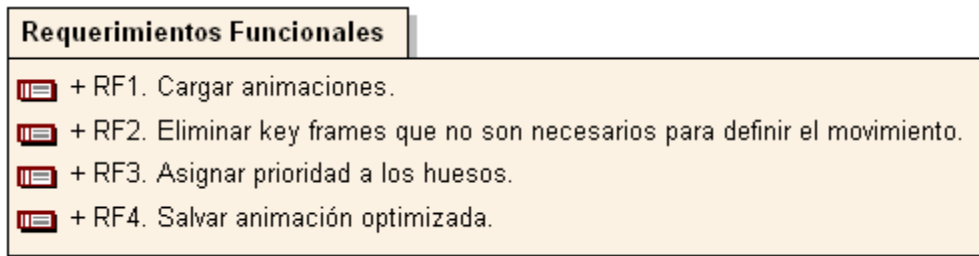 Requerimientos Funcionales
+ RF1. Cargar animaciones.
+ RF2. Eliminar key frames que no son necesarios para definir el movimiento.
+ RF3. Asignar prioridad a los huesos.
+ RF4. Salvar animación optimizada.